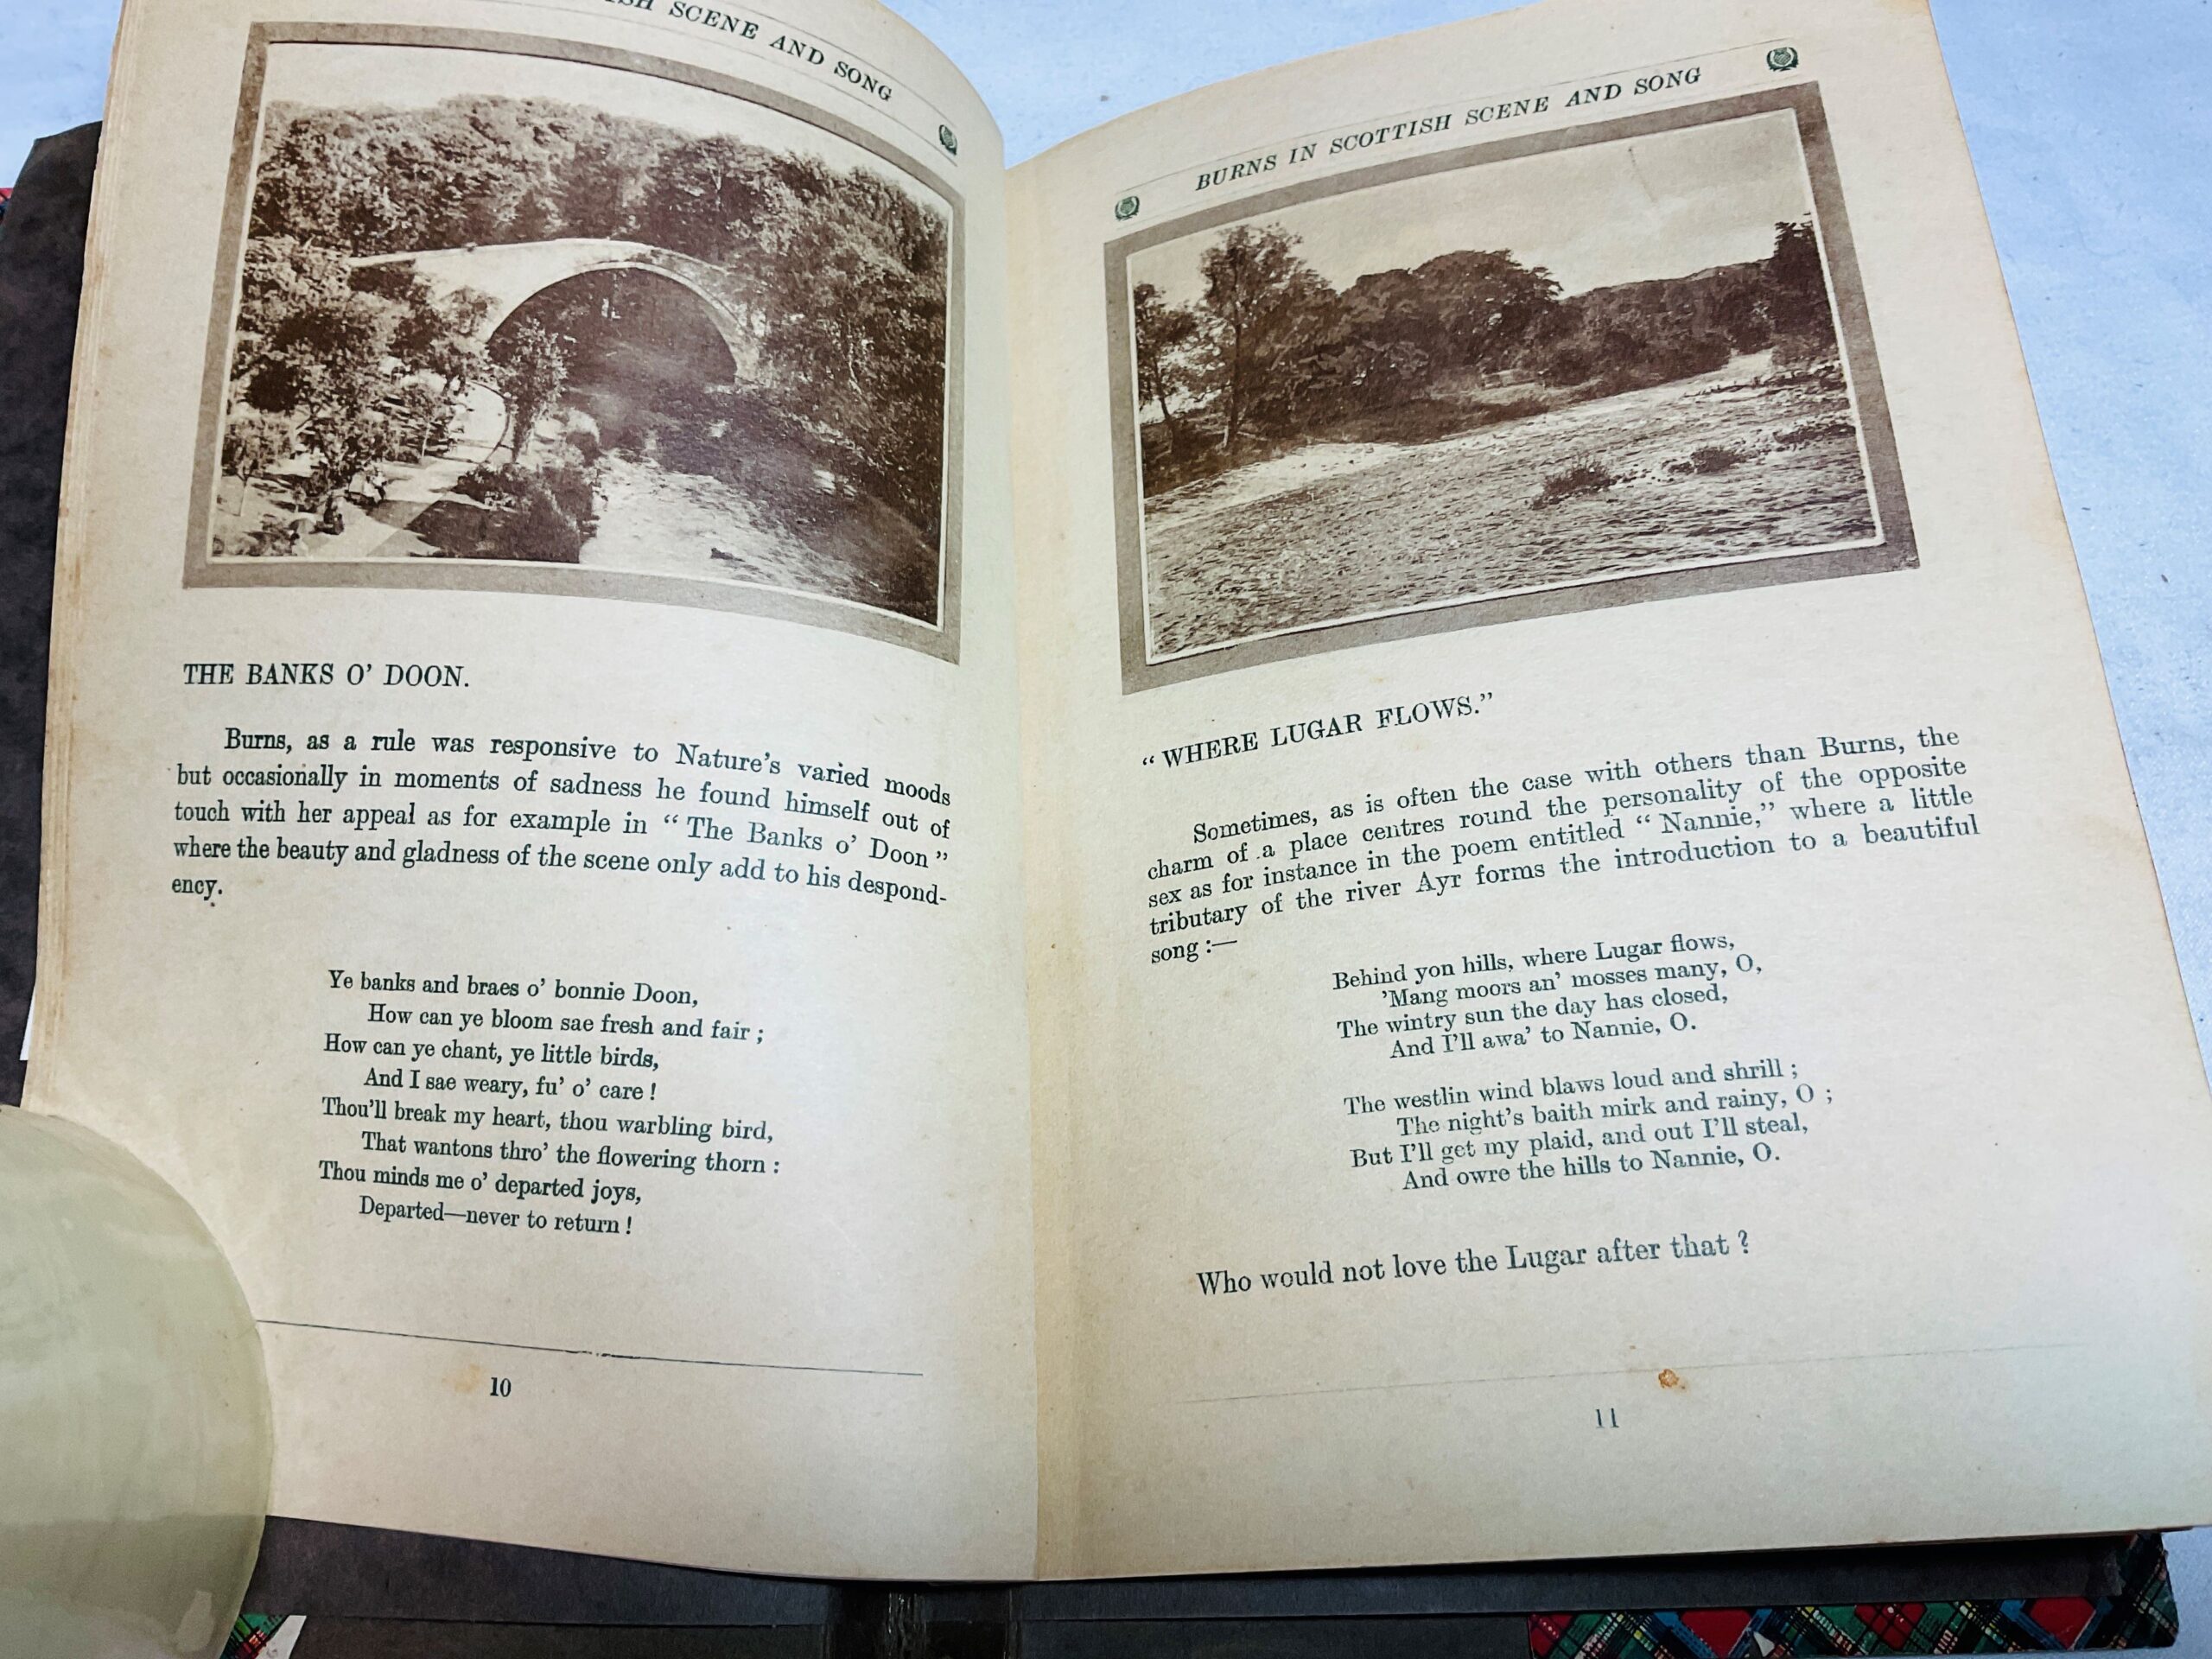 SCENE AND SONG
THE BANKS O' DOON.
Burns, as a rule was responsive to Nature's varied moods
but occasionally in moments of sadness he found himself out of
touch with her appeal as for example in “ The Banks o' Doon ”
where the beauty and gladness of the scene only add to his despond-
ency.
Ye banks and braes o' bonnie Doon,
How can ye bloom sae fresh and fair ;
How can ye chant, ye little birds,
And I sae weary, fu' o' care !
Thou'll break my heart, thou warbling bird,
That wantons thro' the flowering thorn :
Thou minds me o' departed joys,
Departed—never to return !
10
BURNS IN SCOTTISH SCENE AND SONG
“ WHERE LUGAR FLOWS.”
Sometimes, as is often the case with others than Burns, the
charm of a place centres round the personality of the opposite
sex as for instance in the poem entitled “ Nannie,” where a little
tributary of the river Ayr forms the introduction to a beautiful
song :—
Behind yon hills, where Lugar flows,
'Mang moors an' mosses many, O,
The wintry sun the day has closed,
And I'll awa' to Nannie, O.
The westlin wind blaws loud and shrill ;
The night's baith mirk and rainy, O ;
But I'll get my plaid, and out I'll steal,
And owre the hills to Nannie, O.
Who would not love the Lugar after that ?
11